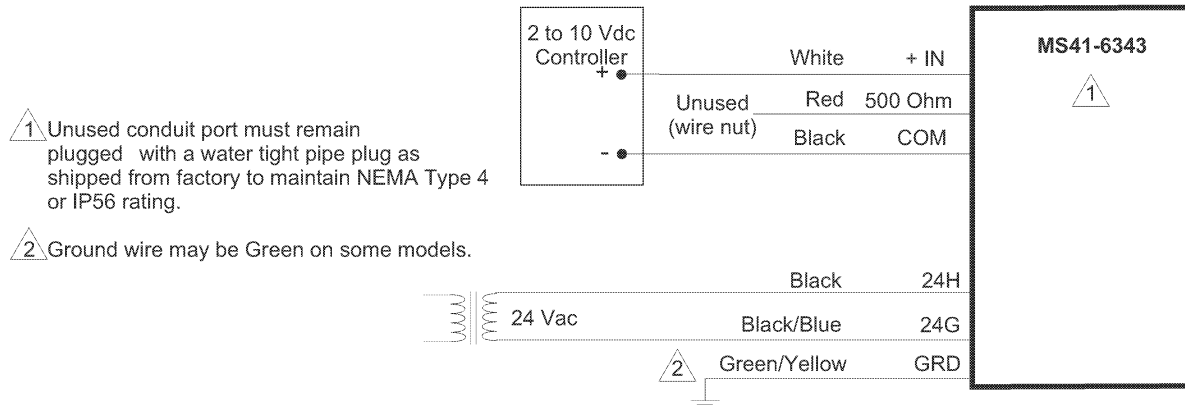 2 to 10 Vdc
Controller
+
-
White + IN
Unused
(wire nut)
Red 500 Ohm
Black COM
MS41-6343
1
1 Unused conduit port must remain
plugged with a water tight pipe plug as
shipped from factory to maintain NEMA Type 4
or IP56 rating.
2 Ground wire may be Green on some models.
24 Vac
Black 24H
Black/Blue 24G
2 Green/Yellow GRD